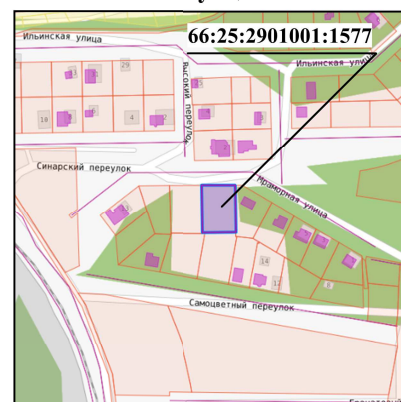 66:25:2901001:1577
Ильинская улица
Ильинская ули
Высокий переулок
29
19
4
Синарский переулок
Мраморная улица
14
12
8
Самоцветный переулок